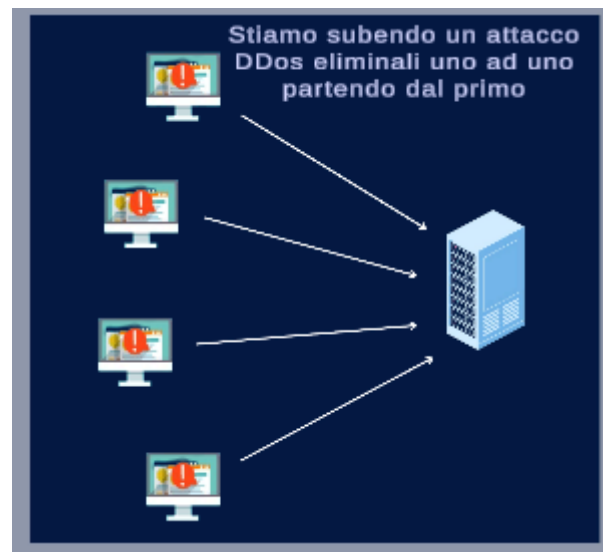 Stiamo subendo un attacco
DDos eliminali uno ad uno
partendo dal primo